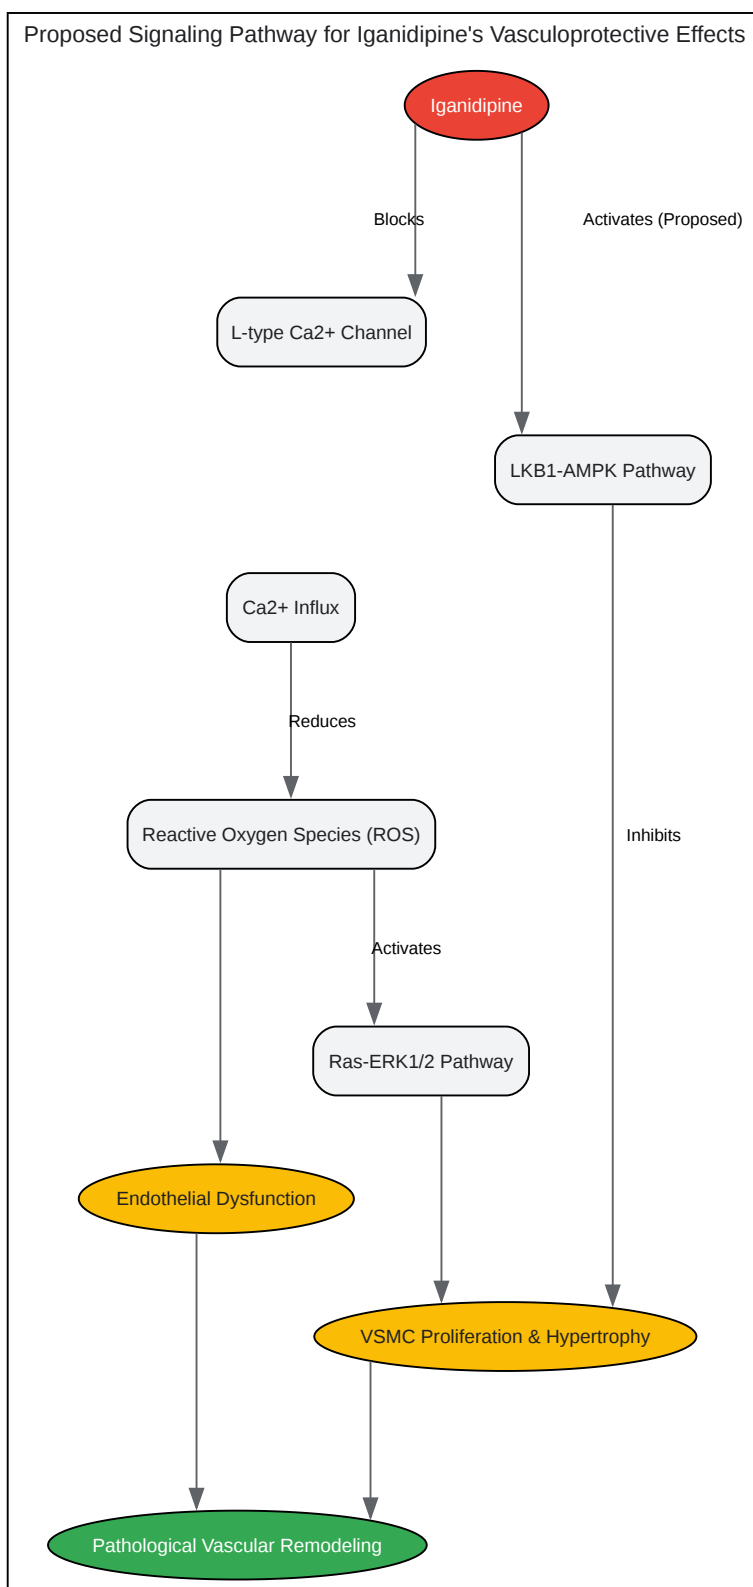 Proposed Signaling Pathway for Iganidipine's Vasculoprotective Effects
Iganidipine
Blocks
Activates (Proposed)
L-type Ca2+ Channel
LKB1-AMPK Pathway
Ca2+ Influx
Reduces
Reactive Oxygen Species (ROS)
Inhibits
Activates
Ras-ERK1/2 Pathway
Endothelial Dysfunction
VSMC Proliferation & Hypertrophy
Pathological Vascular Remodeling